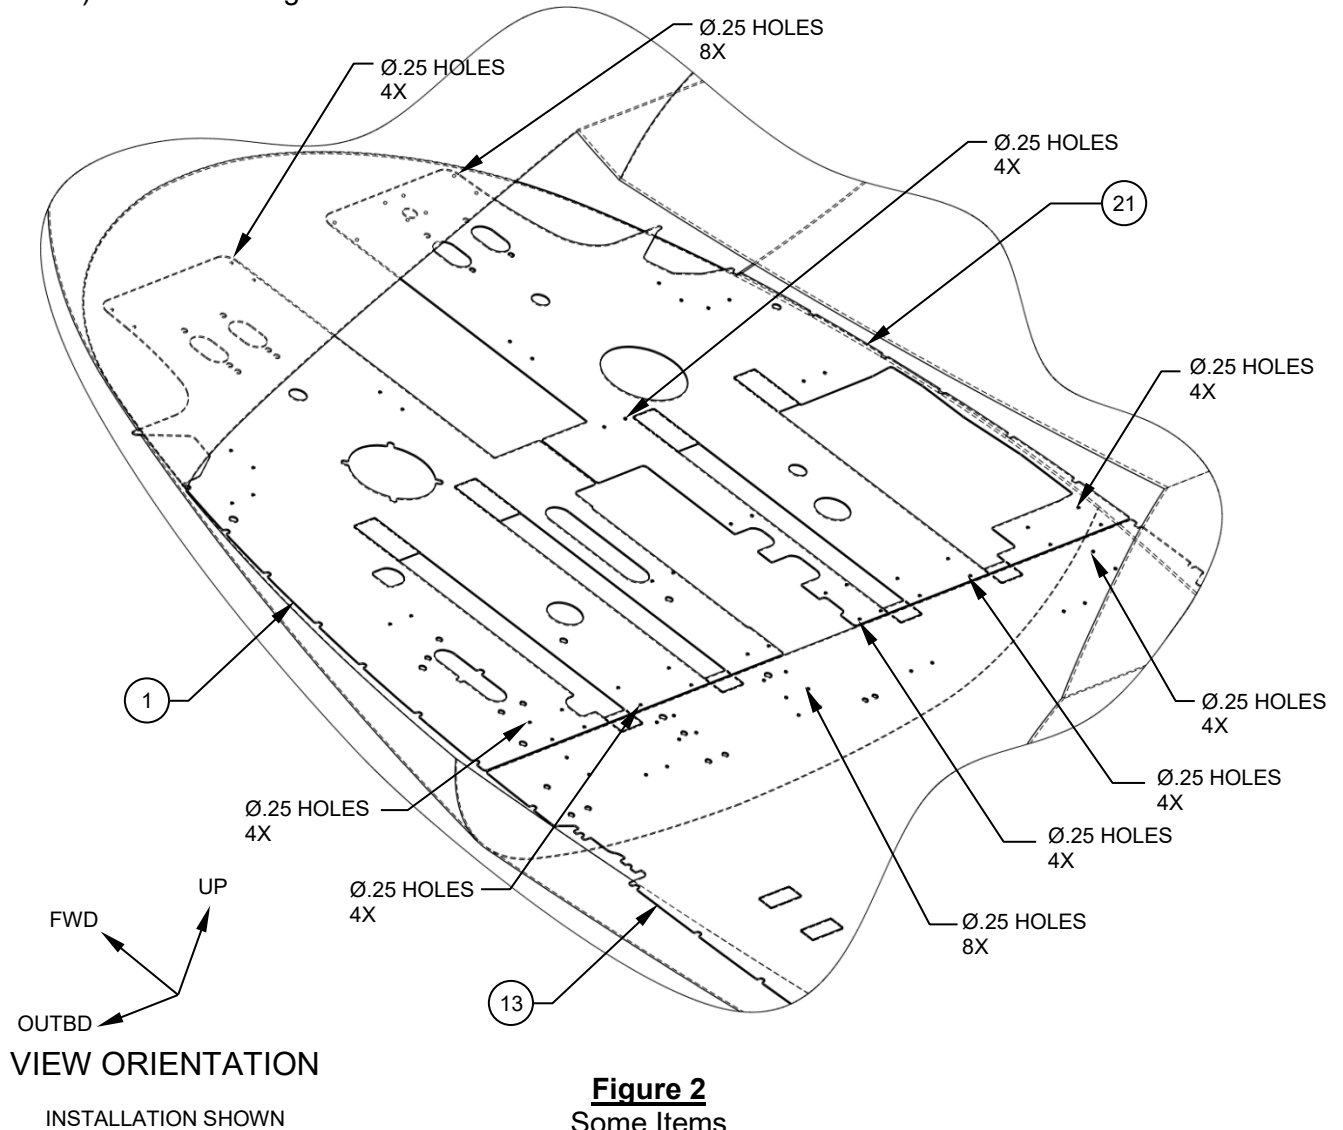 Ø.25 HOLES
8X
Ø.25 HOLES
4X
Ø.25 HOLES
4X
21
Ø.25 HOLES
4X
1
Ø.25 HOLES
4X
Ø.25 HOLES
4X
Ø.25 HOLES
4X
Ø.25 HOLES
4X
Ø.25 HOLES
4X
Ø.25 HOLES
8X
13
UP
FWD
OUTBD
VIEW ORIENTATION
INSTALLATION SHOWN
Figure 2
Some Items